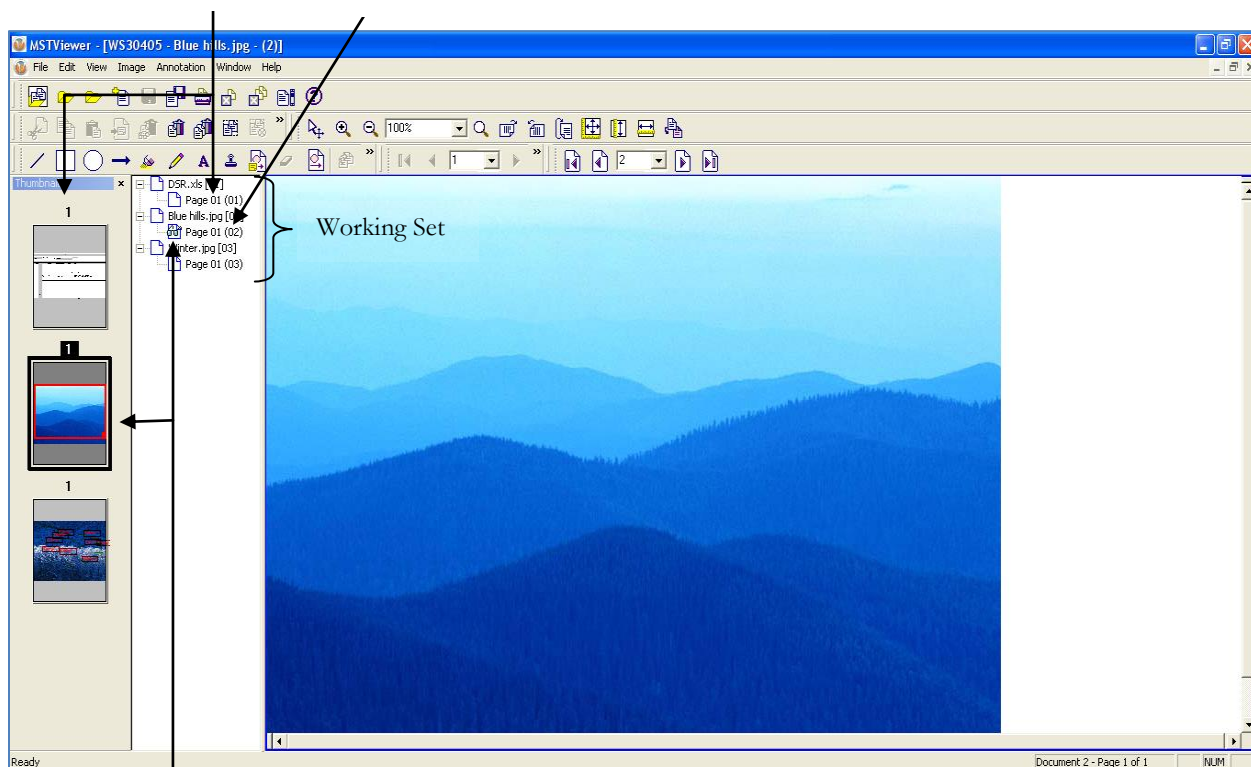 MSTViewer - [WS30405 - Blue hills.jpg - (2)]
File Edit View Image Annotation Window Help
100%
1
2
Page 01 (01)
1
DSR.xls
Blue hills.jpg
Page 01 (02)
Winter.jpg [03]
Page 01 (03)
Working Set
1
1
Ready
Document 2 - Page 1 of 1
NUM